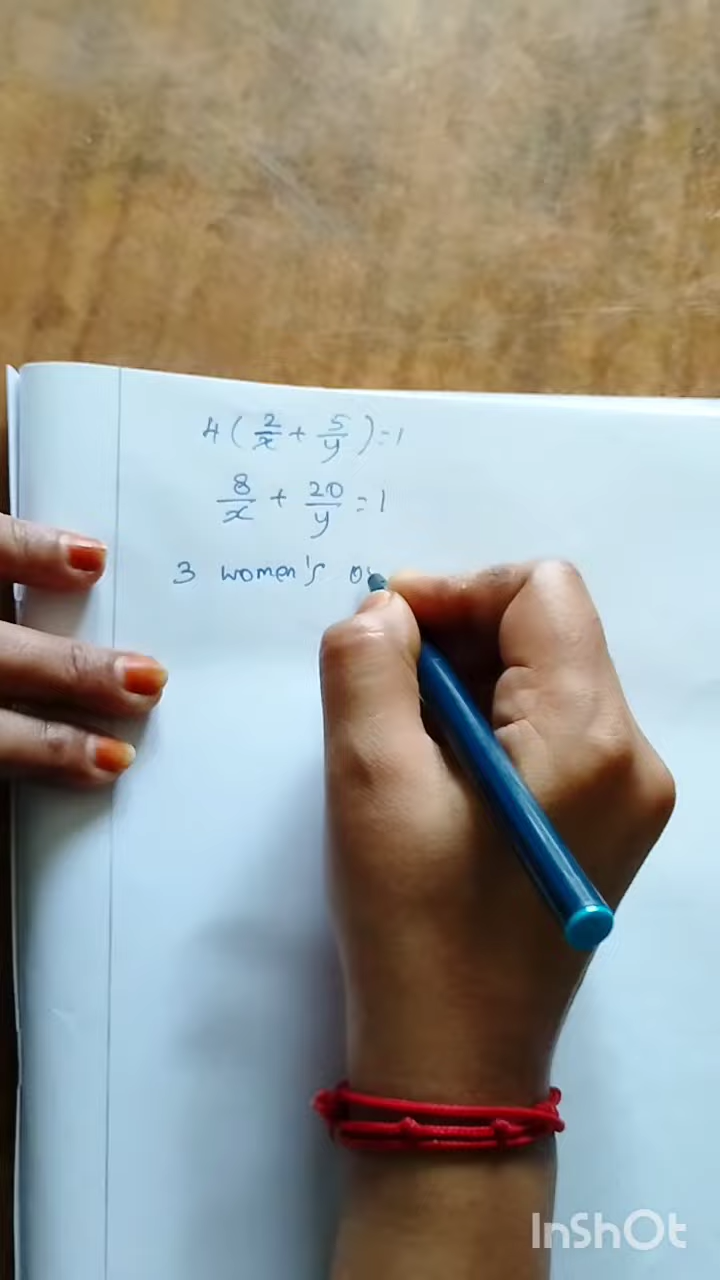 4(2/x + 5/y)=1
8/x + 20/y = 1
3 women's
InShOt